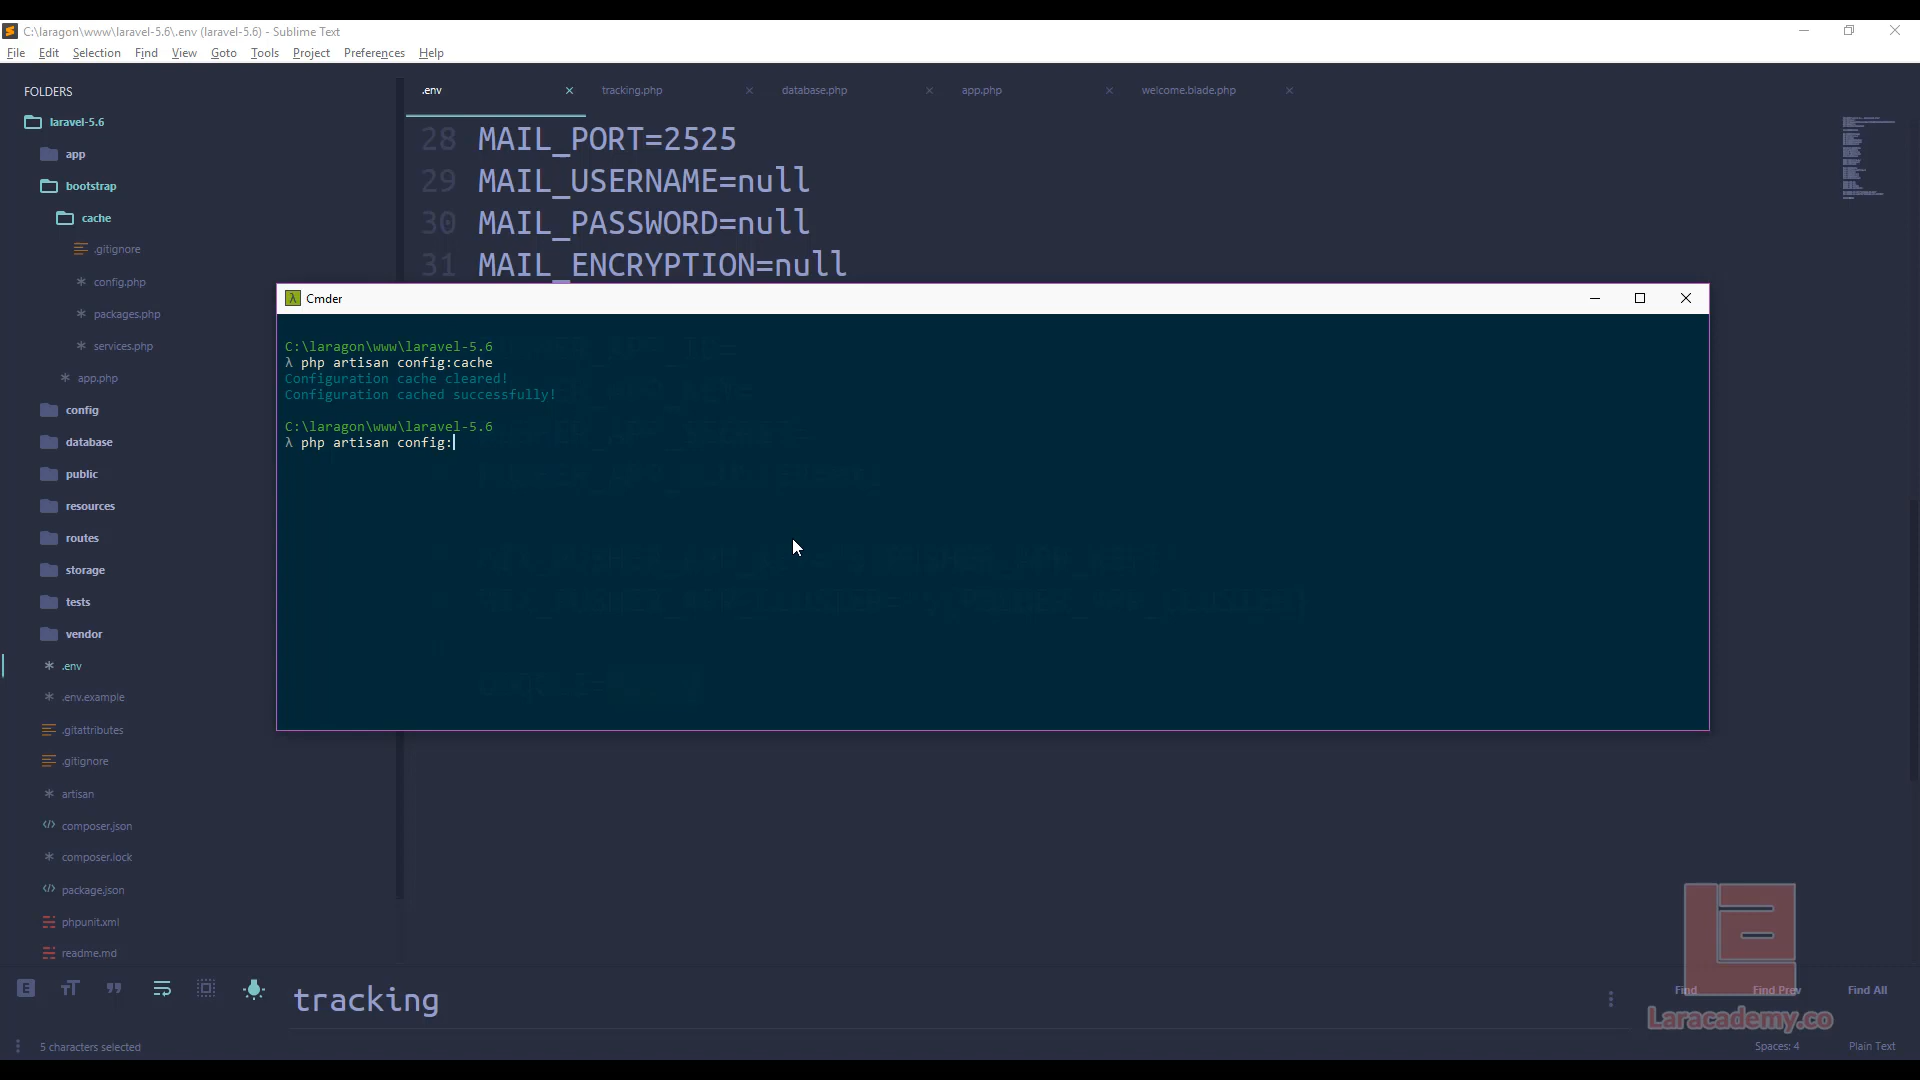 C:\laragon\www\laravel-5.6\.env (laravel-5.6) - Sublime Text
File Edit Selection Find View Goto Tools Project Preferences Help
FOLDERS
laravel-5.6
app
bootstrap
cache
.gitignore
config.php
packages.php
services.php
app.php
config
database
public
resources
routes
storage
tests
vendor
.env
.env.example
.gitattributes
.gitignore
artisan
composer.json
composer.lock
package.json
phpunit.xml
readme.md
.env tracking.php database.php app.php welcome.blade.php
28 MAIL_PORT=2525
29 MAIL_USERNAME=null
30 MAIL_PASSWORD=null
31 MAIL_ENCRYPTION=null
Cmder
C:\laragon\www\laravel-5.6
λ php artisan config:cache
Configuration cache cleared!
Configuration cached successfully!
C:\laragon\www\laravel-5.6
λ php artisan config:
tracking
Find Find Prev Find All
Laracademy.co
5 characters selected
Spaces: 4 Plain Text